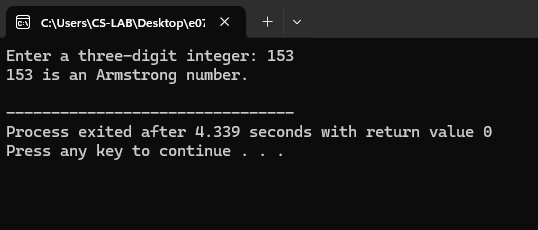 C:\Users\CS-LAB\Desktop\e07
Enter a three-digit integer: 153
153 is an Armstrong number.
--------------------------------
Process exited after 4.339 seconds with return value 0
Press any key to continue . . .